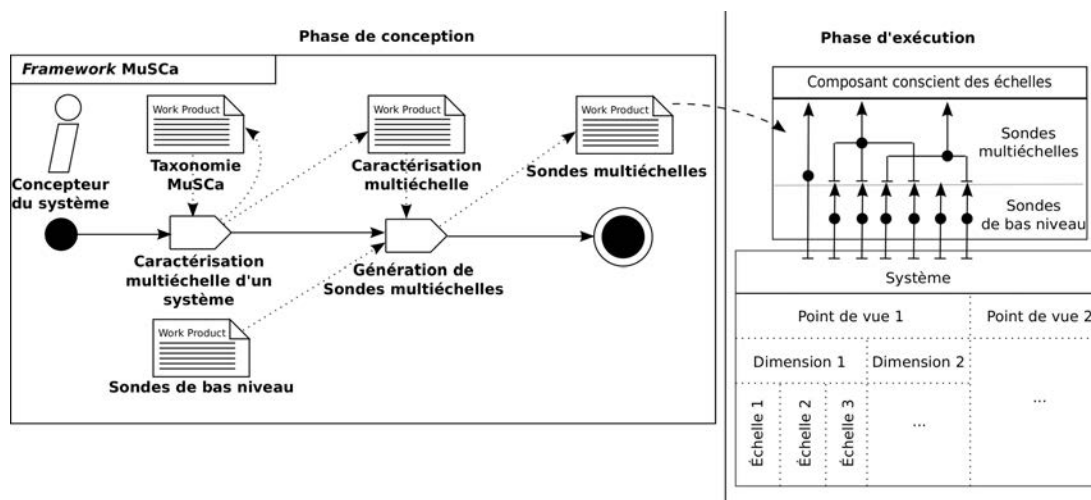 Phase de conception
Framework MuSCa
Concepteur
du système
Work Product
Taxonomie
MuSCa
Work Product
Caractérisation
multiéchelle
Work Product
Sondes multiéchelles
Caractérisation
multiéchelle d'un
système
Génération de
Sondes multiéchelles
Work Product
Sondes de bas niveau
Phase d'exécution
Composant conscient des échelles
Sondes
multiéchelles
Sondes
de bas niveau
Système
Point de vue 1
Point de vue 2
Dimension 1
Dimension 2
Échelle 1
Échelle 2
Échelle 3
...
...